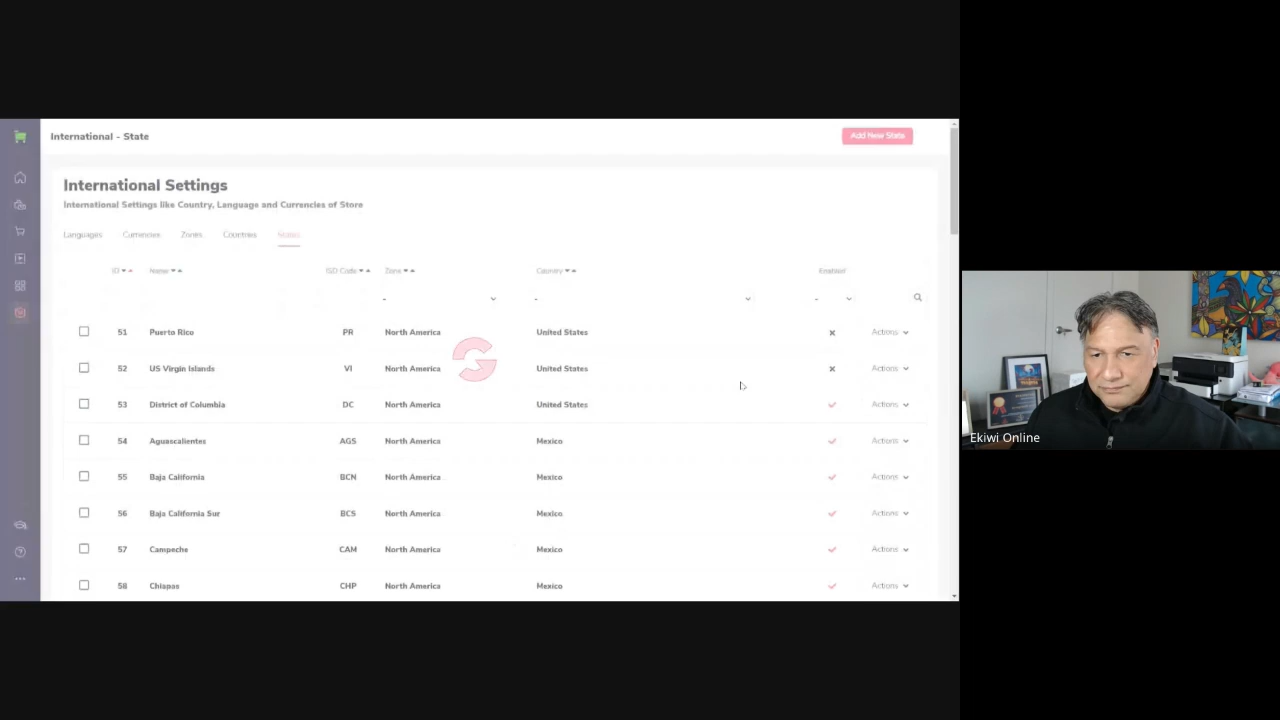 International - State
Add New State
International Settings
International Settings like Country, Language and Currencies of Store
Languages Currencies Zones Countries States
ID Name ISO Code Zone Country Enabled
- - -
51 Puerto Rico PR North America United States Actions
52 US Virgin Islands VI North America United States Actions
53 District of Columbia DC North America United States Actions
54 Aguascalientes AGS North America Mexico Actions
55 Baja California BCN North America Mexico Actions
56 Baja California Sur BCS North America Mexico Actions
57 Campeche CAM North America Mexico Actions
58 Chiapas CHP North America Mexico Actions
Ekiwi Online